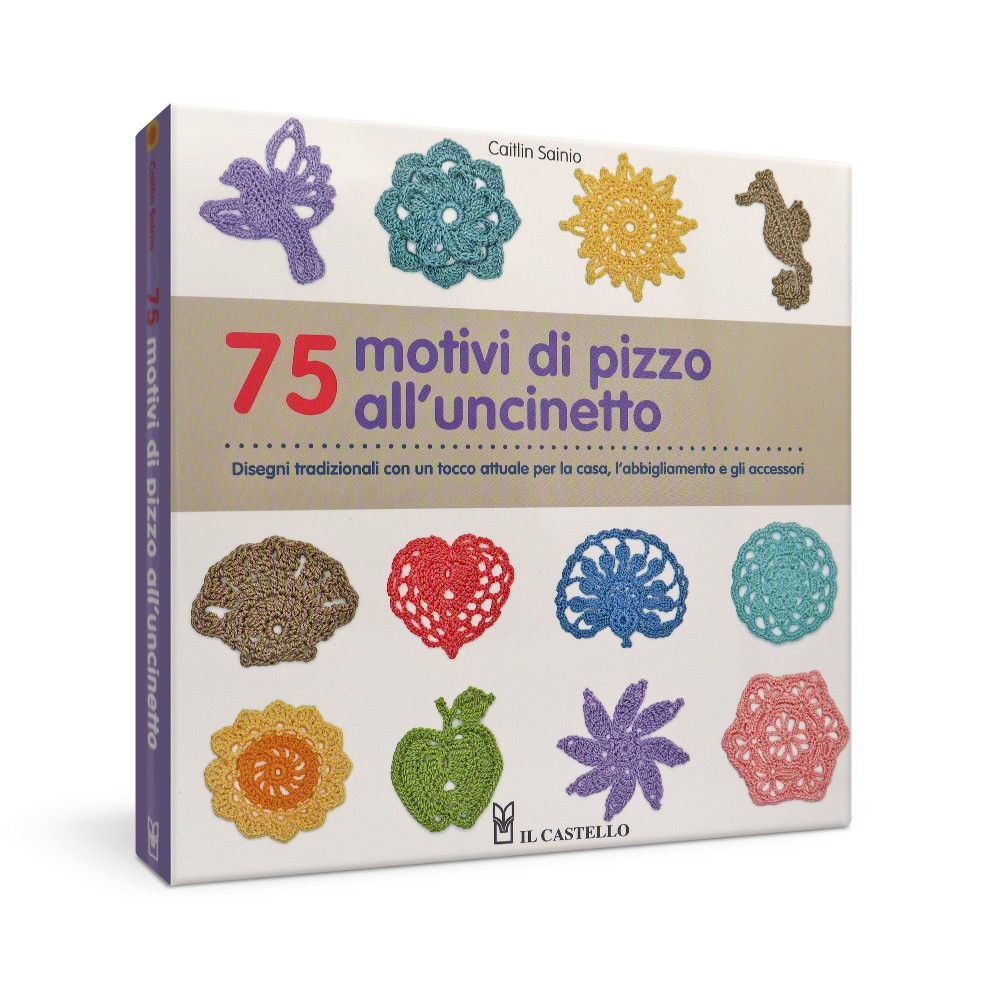 Caitlin Sainio
75 motivi di pizzo
all'uncinetto
Disegni tradizionali con un tocco attuale per la casa, l'abbigliamento e gli accessori
IL CASTELLO
Caitlin Sainio 75 motivi di pizzo all'uncinetto